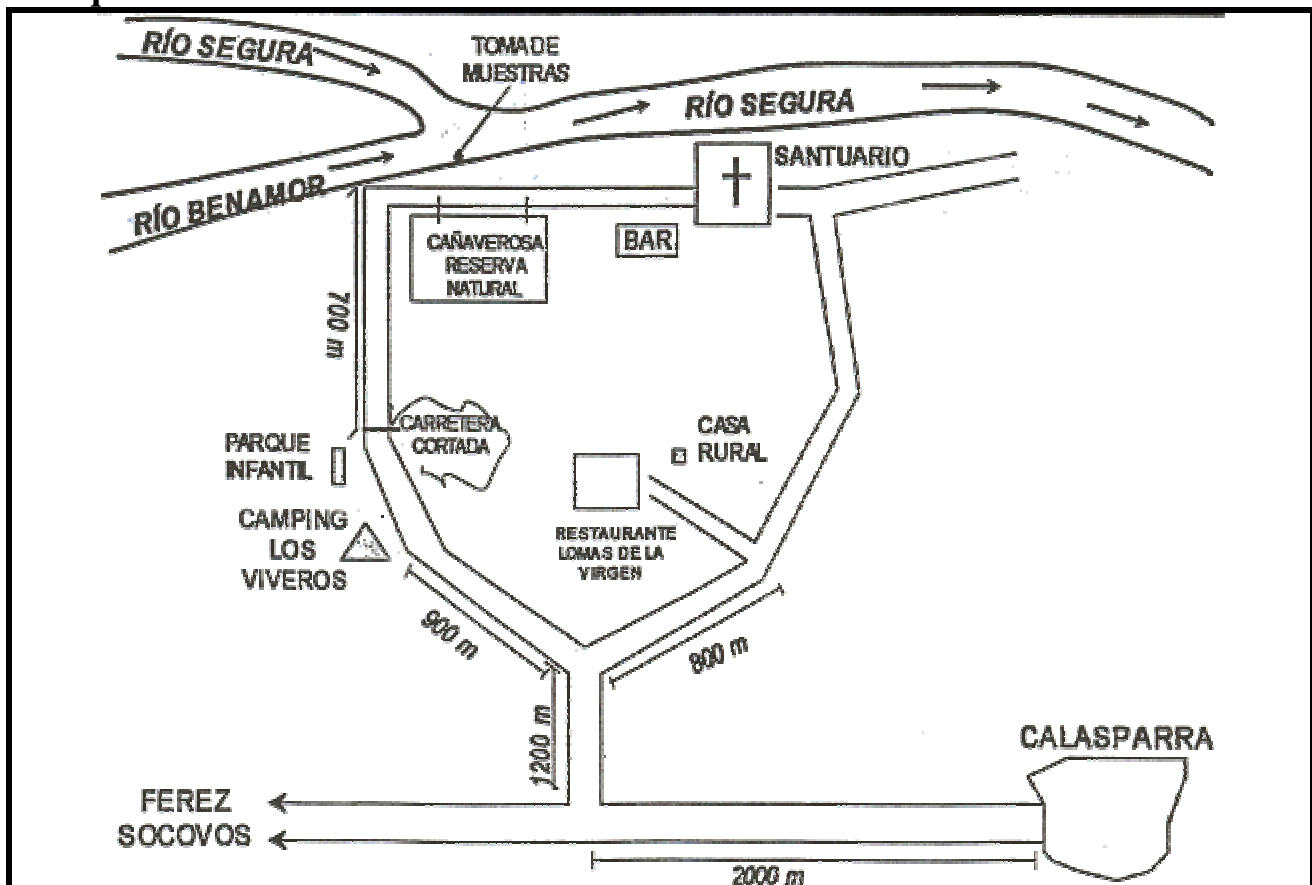 RÍO SEGURA
TOMA DE
MUESTRAS
RÍO SEGURA
SANTUARIO
RÍO BENAMOR
CAÑAVEROSA
RESERVA
NATURAL
BAR
700 m
CARRETERA
CORTADA
PARQUE
INFANTIL
CASA
RURAL
CAMPING
LOS
VIVEROS
RESTAURANTE
LOMAS DE LA
VIRGEN
900 m
800 m
1200 m
CALASPARRA
FEREZ
SOCOVOS
2000 m